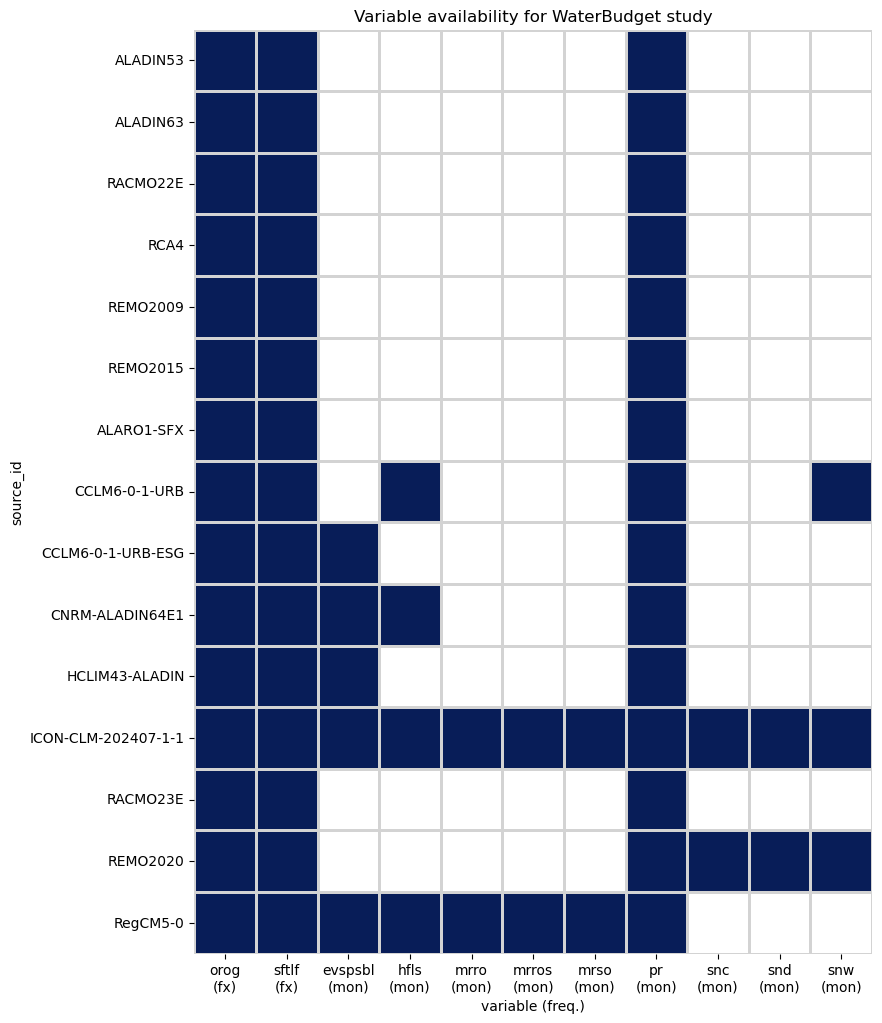 Variable availability for WaterBudget study
ALADIN53
ALADIN63
RACMO22E
RCA4
REMO2009
REMO2015
ALARO1-SFX
CCLM6-0-1-URB
CCLM6-0-1-URB-ESG
CNRM-ALADIN64E1
HCLIM43-ALADIN
ICON-CLM-202407-1-1
RACMO23E
REMO2020
RegCM5-0
source_id
orog sftlf evspsbl hfls mrro mrros mrso pr snc snd snw
(fx) (fx) (mon) (mon) (mon) (mon) (mon) (mon) (mon) (mon) (mon)
variable (freq.)